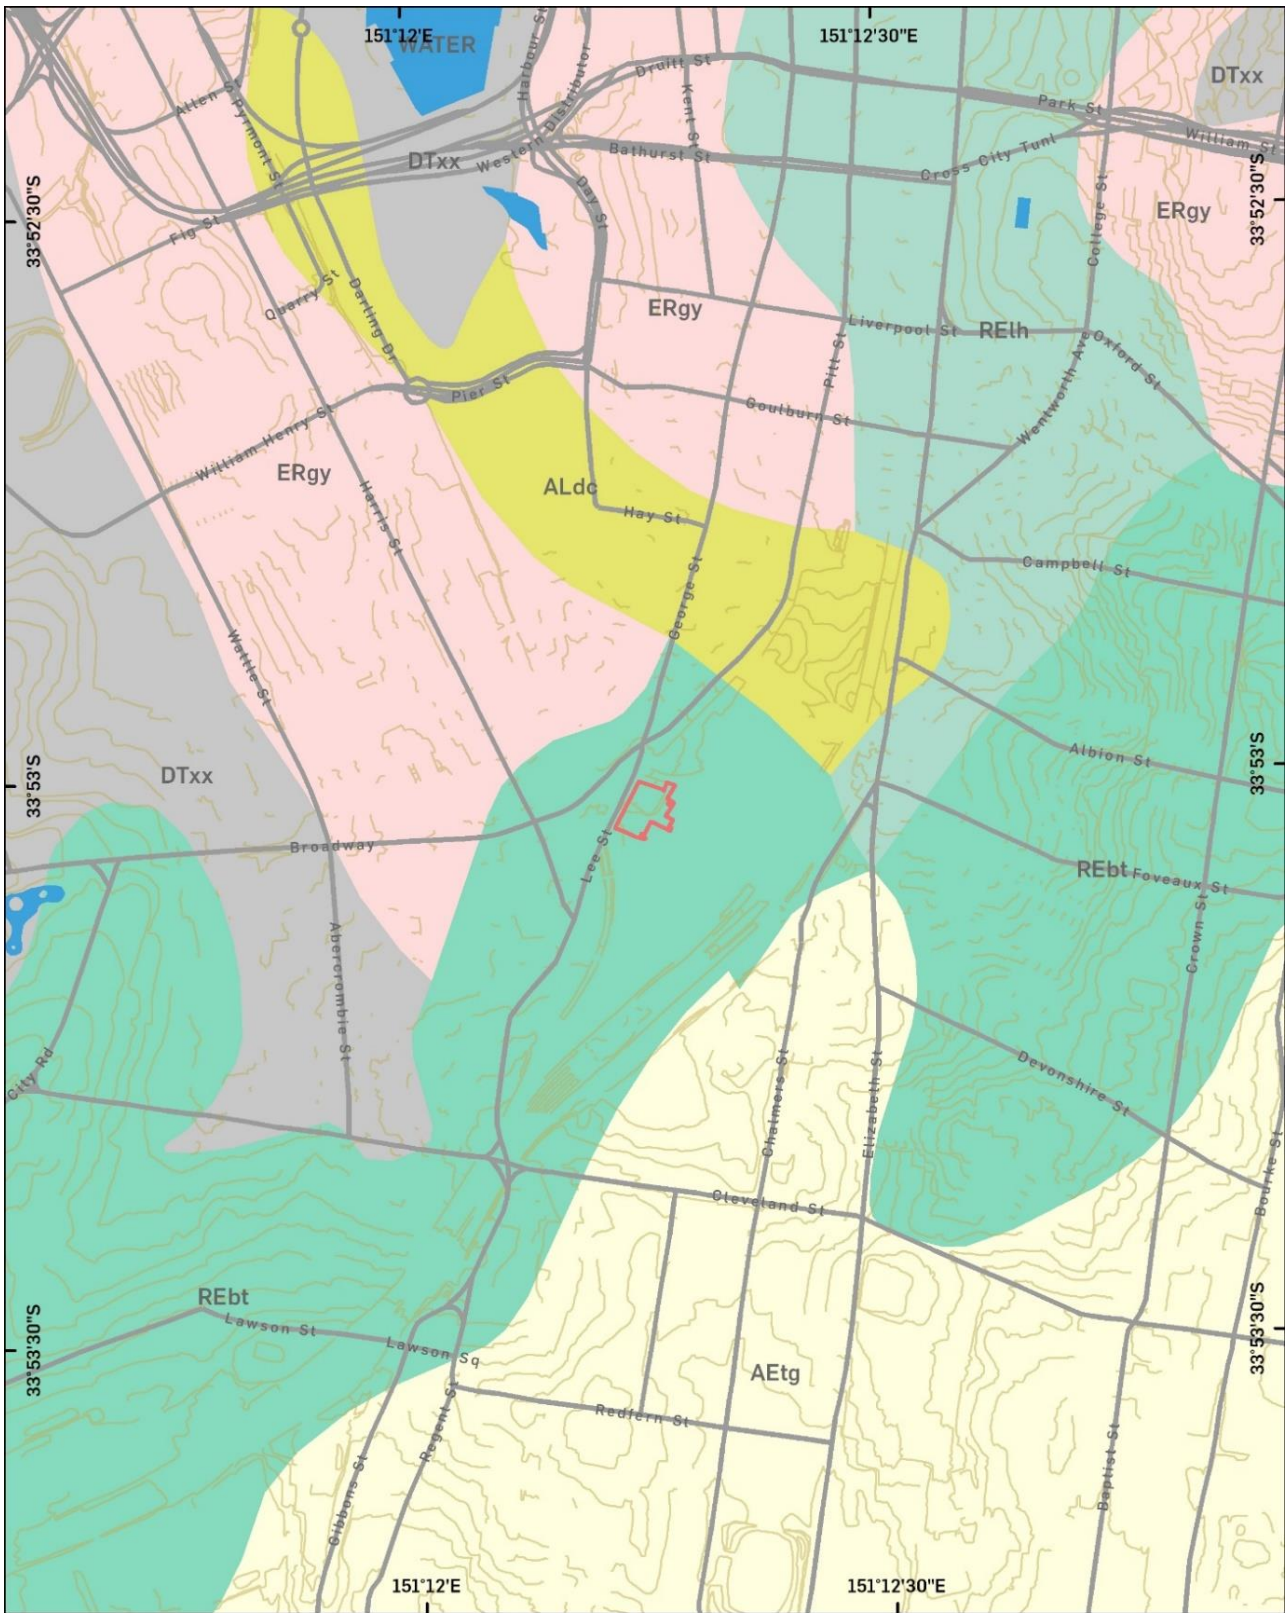 151°12'E
151°12'30"E
WATER
Harbour St
Western Distributor
Druitt St
Kent St
DTxx
Park St
William St
Allen St
Pyrmont St
DTxx
Bathurst St
Cross City Tunl
College St
ERgy
33°52'30"S
33°52'30"S
Fig St
Day St
Quarry St
Darling Dr
ERgy
Liverpool St
RElh
Oxford St
Pitt St
Wentworth Ave
Pier St
Goulburn St
William Henry St
ERgy
ALdc
Harris St
Hay St
Campbell St
George St
Wattle St
Albion St
33°53'S
33°53'S
DTxx
Broadway
Lee St
REbt
Foveaux St
Crown St
Abercrombie St
City Rd
Chalmers St
Elizabeth St
Devonshire St
Bourke St
Cleveland St
REbt
Lawson St
Lawson Sq
33°53'30"S
33°53'30"S
AEtg
Redfern St
Regent St
Gibbons St
Baptist St
151°12'E
151°12'30"E